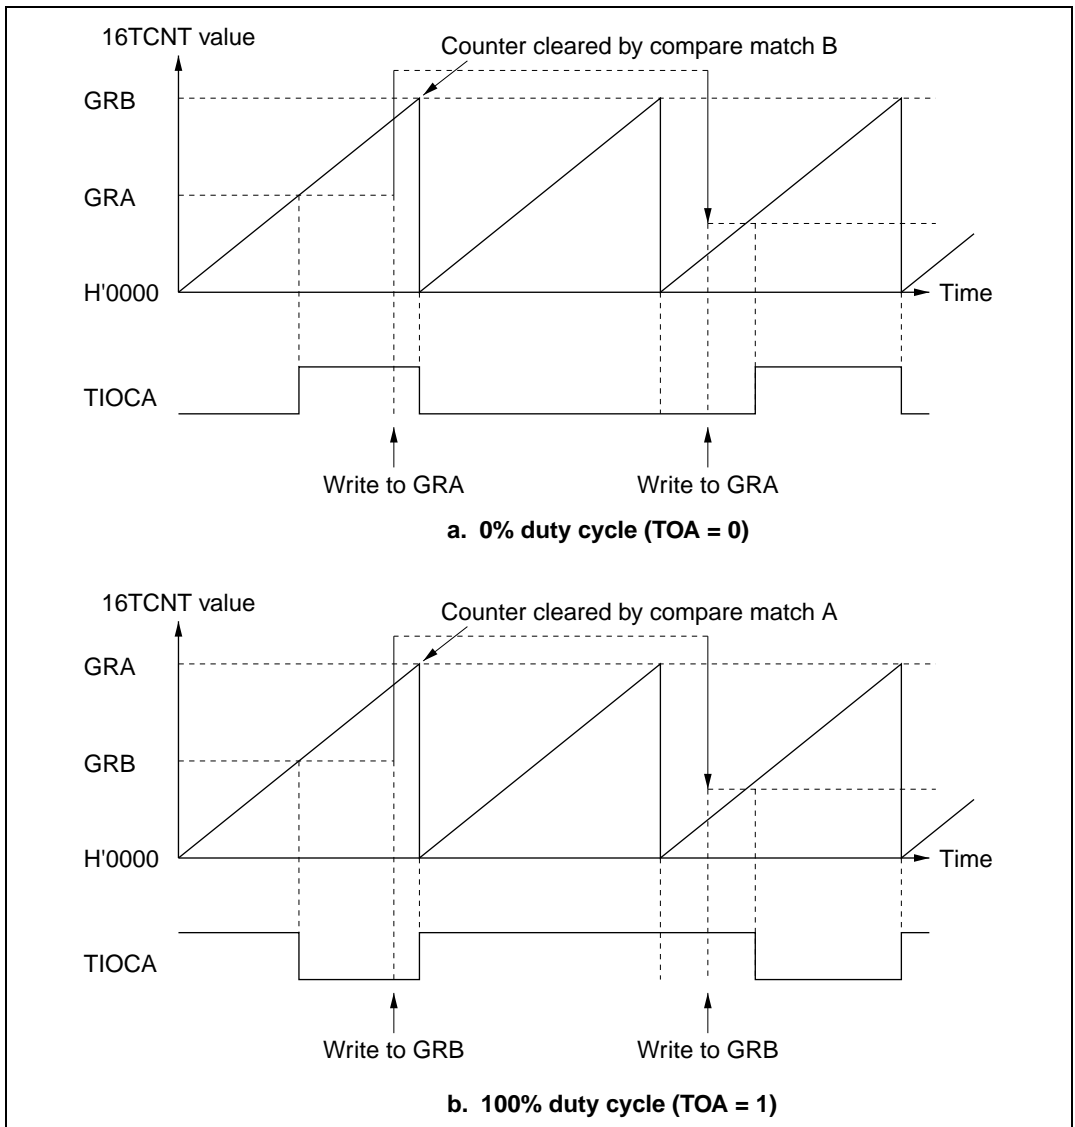 16TCNT value
Counter cleared by compare match B
GRB
GRA
H'0000
Time
TIOCA
Write to GRA
Write to GRA
a. 0% duty cycle (TOA = 0)
16TCNT value
Counter cleared by compare match A
GRA
GRB
H'0000
Time
TIOCA
Write to GRB
Write to GRB
b. 100% duty cycle (TOA = 1)